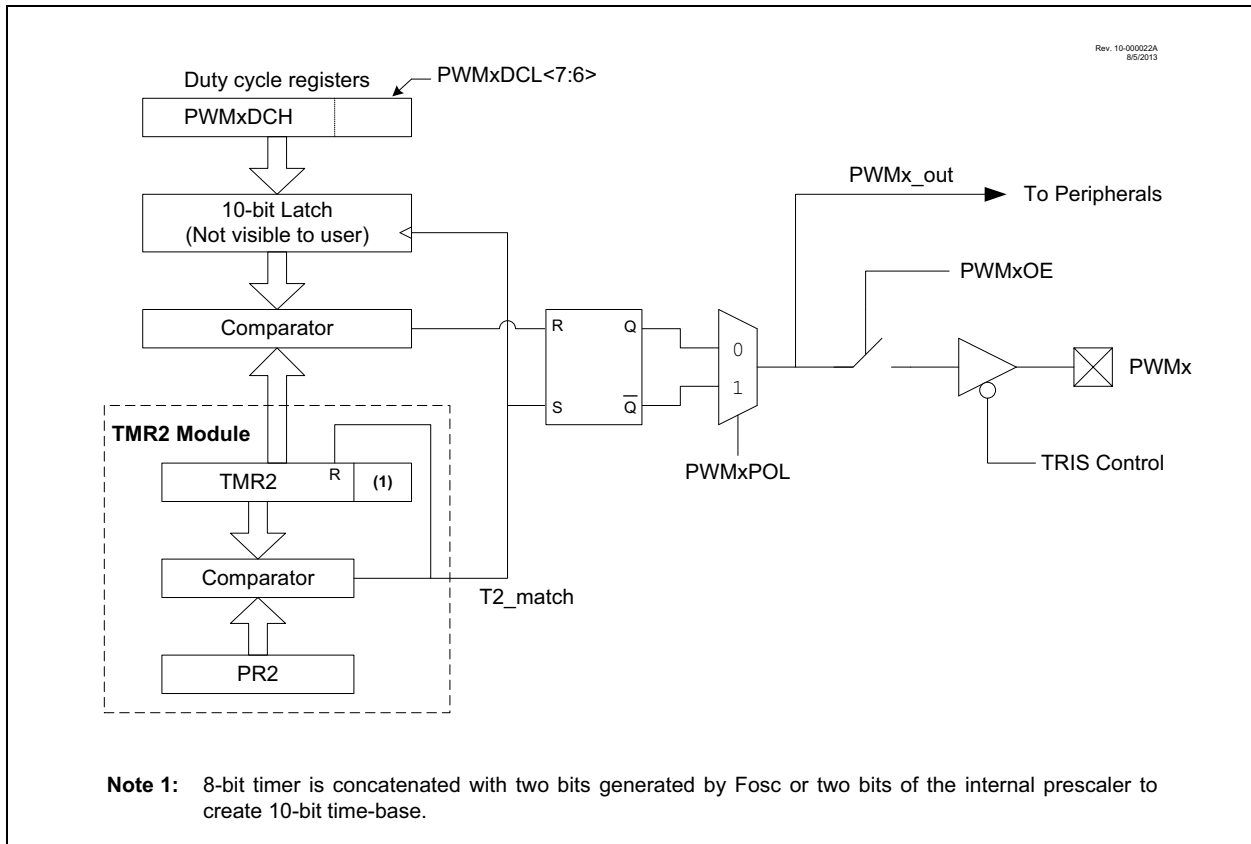 Rev. 10-000022A
8/5/2013
Duty cycle registers
PWMxDCL<7:6>
PWMxDCH
10-bit Latch
(Not visible to user)
Comparator
PWMx_out
To Peripherals
PWMxOE
R
Q
S
Q̅
0
1
PWMx
PWMxPOL
TRIS Control
TMR2 Module
R
TMR2
(1)
Comparator
T2_match
PR2
Note 1: 8-bit timer is concatenated with two bits generated by Fosc or two bits of the internal prescaler to
create 10-bit time-base.